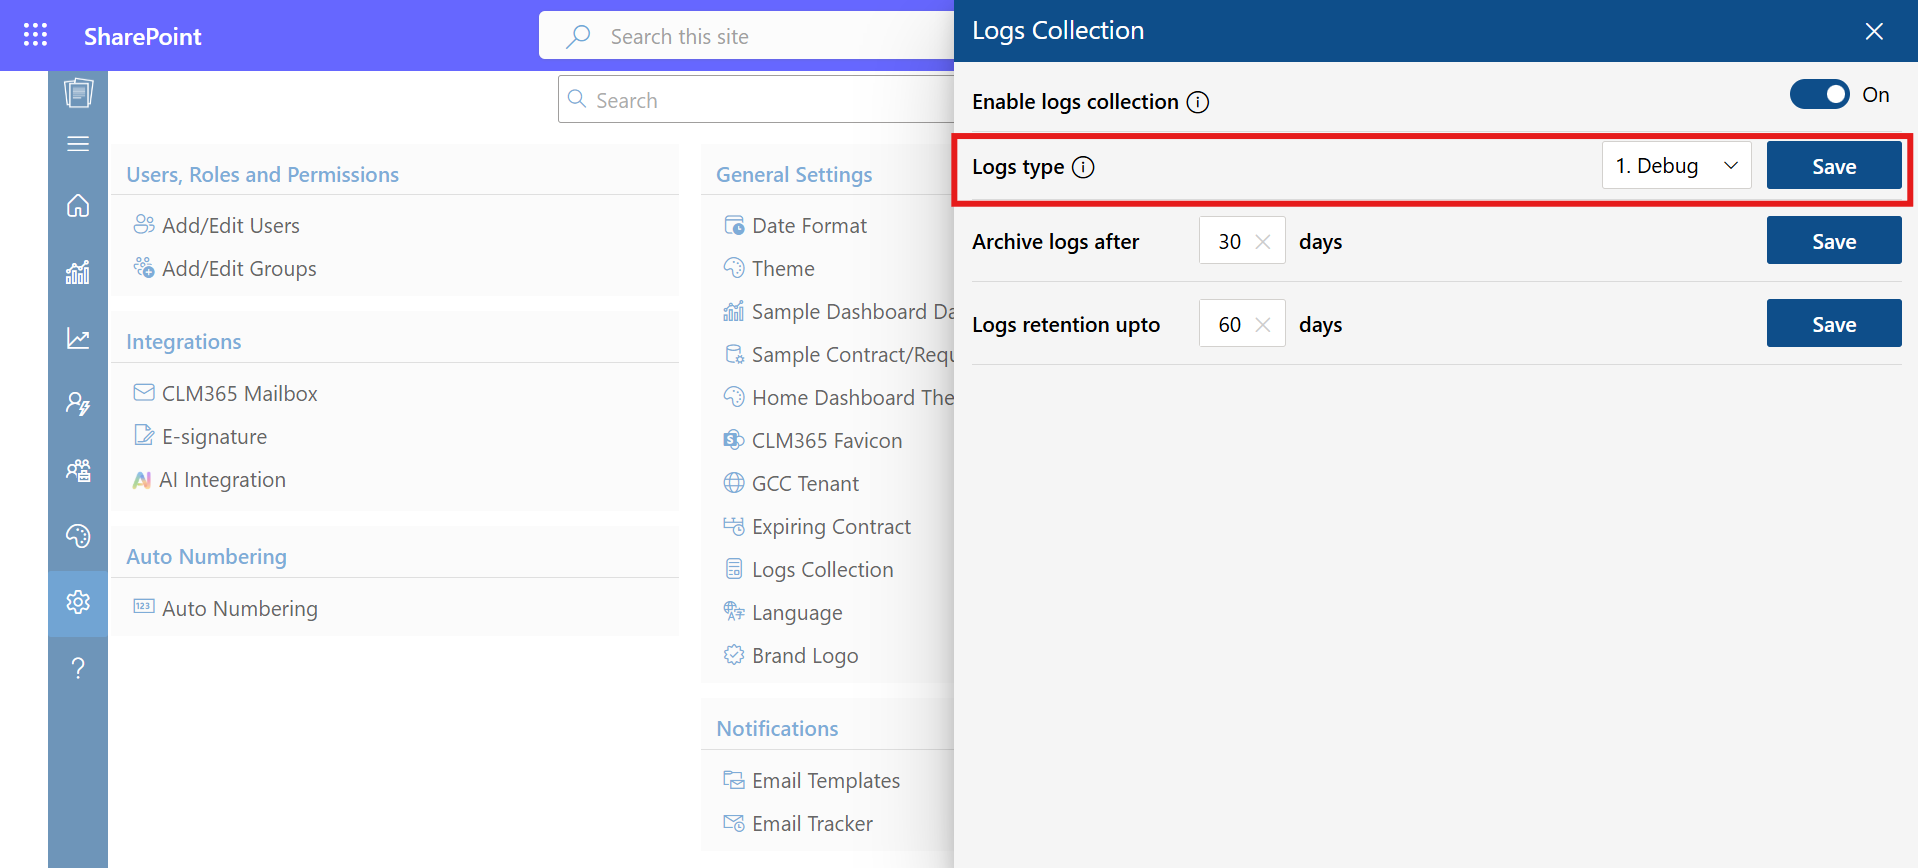 SharePoint
Search this site
Search
Users, Roles and Permissions
Add/Edit Users
Add/Edit Groups
Integrations
CLM365 Mailbox
E-signature
AI Integration
Auto Numbering
123 Auto Numbering
General Settings
Date Format
Theme
Sample Dashboard Da
Sample Contract/Requ
Home Dashboard The
CLM365 Favicon
GCC Tenant
Expiring Contract
Logs Collection
Language
Brand Logo
Notifications
Email Templates
Email Tracker
Logs Collection
Enable logs collection On
Logs type 1. Debug Save
Archive logs after 30 days Save
Logs retention upto 60 days Save